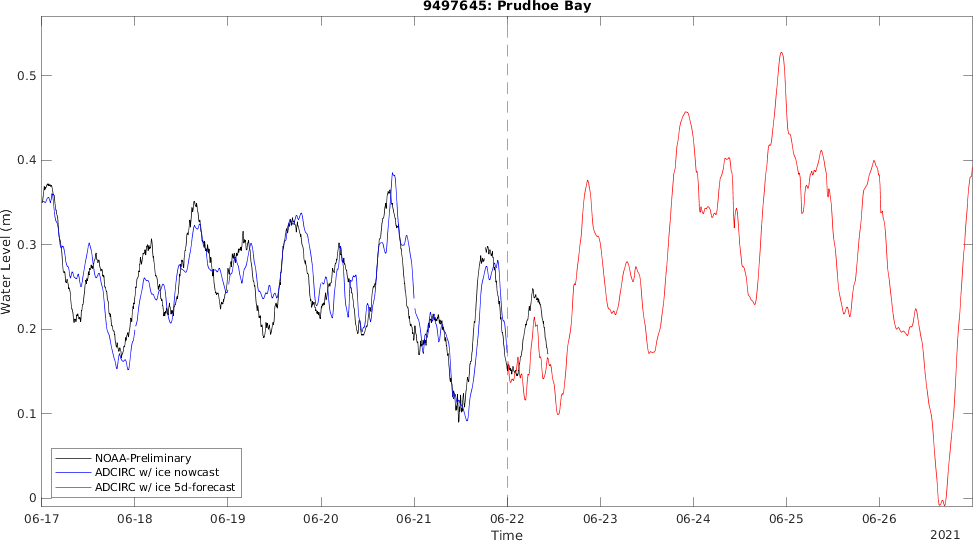 9497645: Prudhoe Bay
Water Level (m)
0.5
0.4
0.3
0.2
0.1
0
NOAA-Preliminary
ADCIRC w/ ice nowcast
ADCIRC w/ ice 5d-forecast
06-17 06-18 06-19 06-20 06-21 06-22 06-23 06-24 06-25 06-26
Time
2021